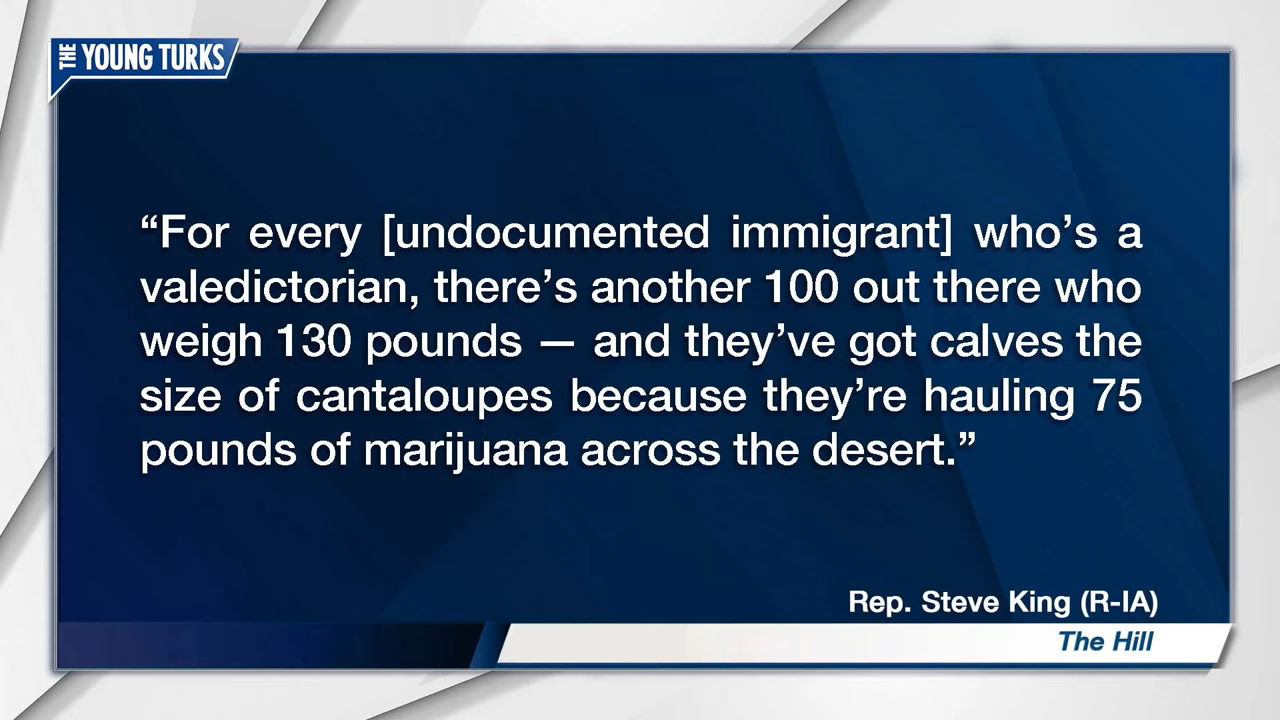 THE YOUNG TURKS
“For every [undocumented immigrant] who’s a
valedictorian, there’s another 100 out there who
weigh 130 pounds — and they’ve got calves the
size of cantaloupes because they’re hauling 75
pounds of marijuana across the desert.”
Rep. Steve King (R-IA)
The Hill